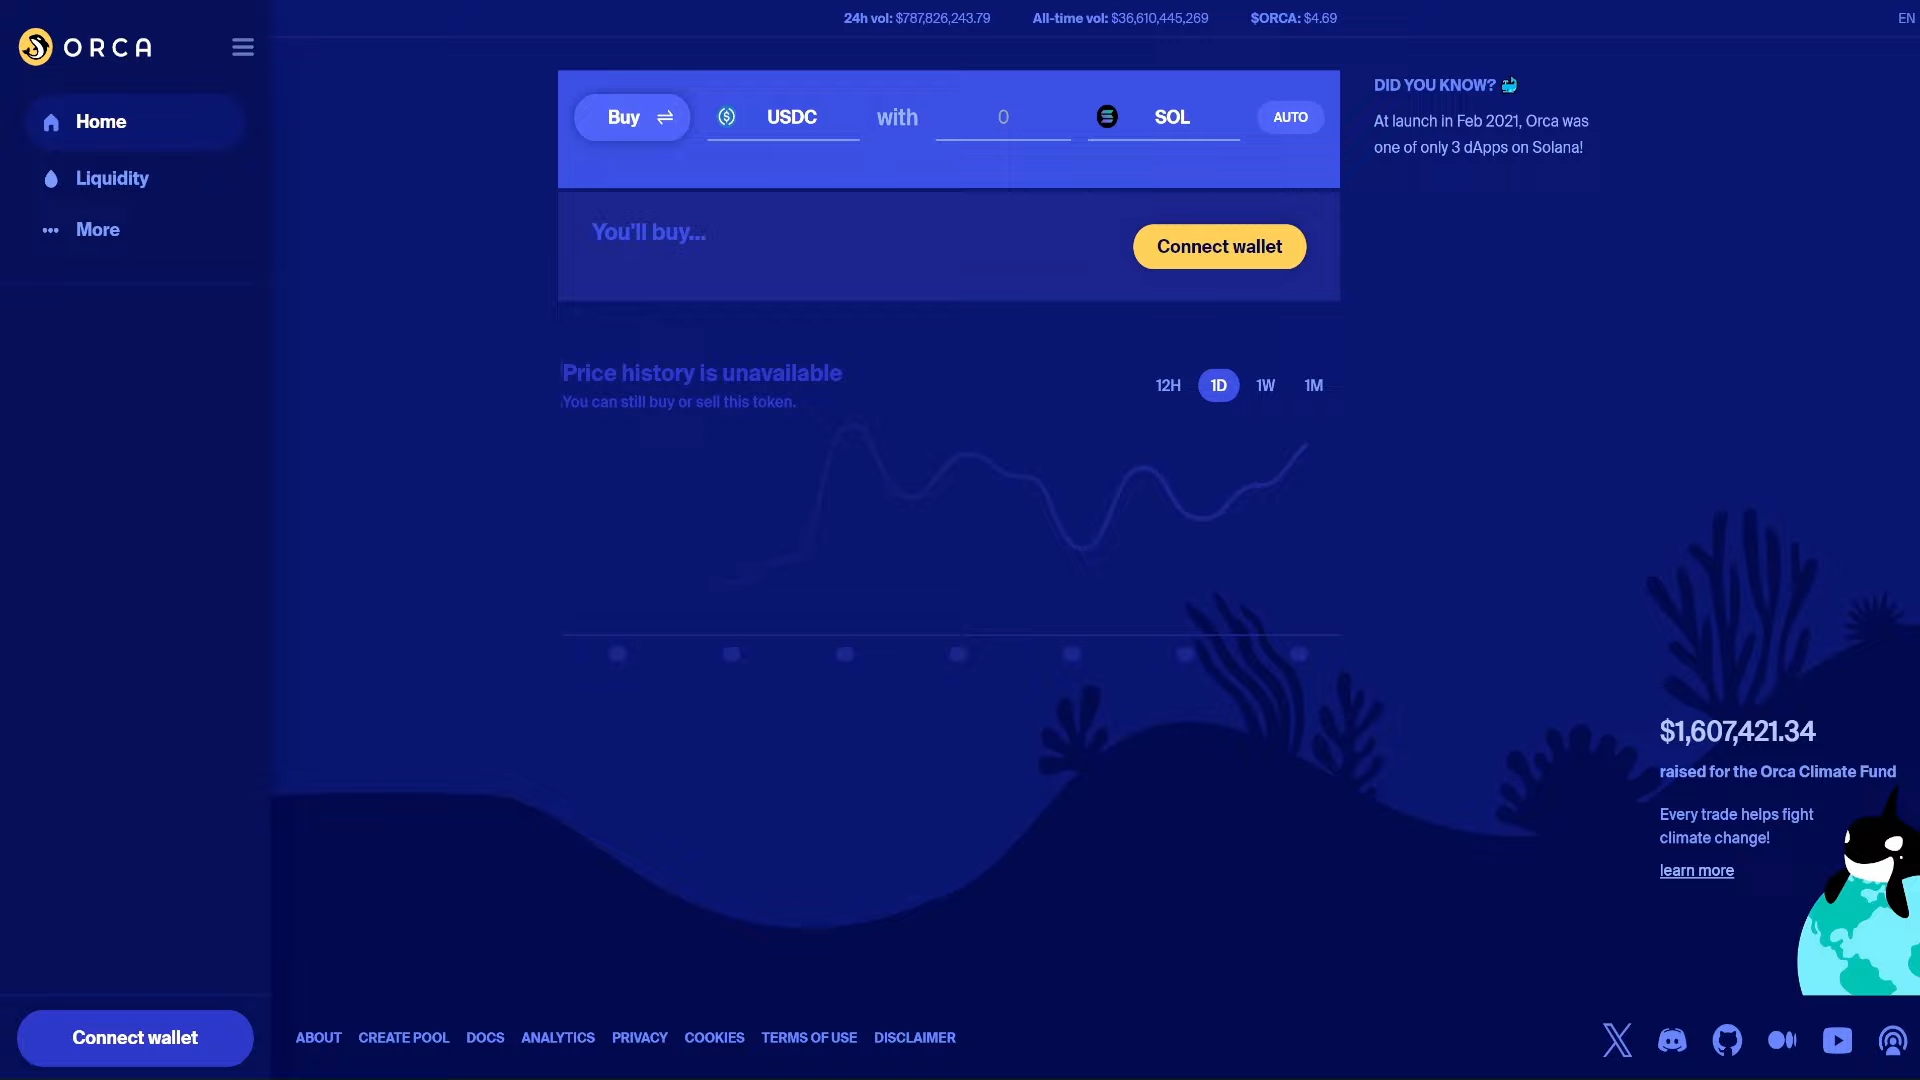 ORCA
24h vol: $787,826,243.79 All-time vol: $36,610,445,269 $ORCA: $4.69 EN
Home
Liquidity
More
Buy USDC with 0 SOL AUTO
You'll buy...
Connect wallet
DID YOU KNOW?
At launch in Feb 2021, Orca was
one of only 3 dApps on Solana!
Price history is unavailable
You can still buy or sell this token.
12H 1D 1W 1M
$1,607,421.34
raised for the Orca Climate Fund
Every trade helps fight
climate change!
learn more
Connect wallet
ABOUT CREATE POOL DOCS ANALYTICS PRIVACY COOKIES TERMS OF USE DISCLAIMER